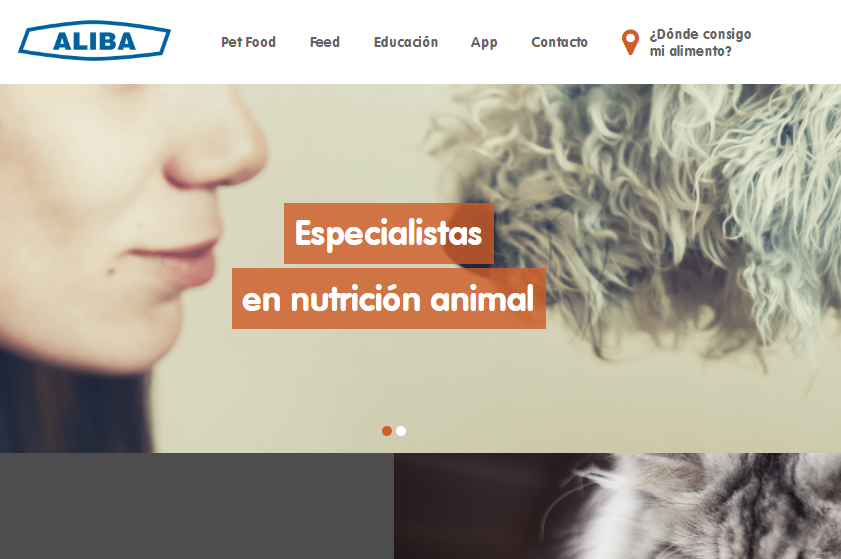 ALIBA
Pet Food
Feed
Educación
App
Contacto
¿Dónde consigo
mi alimento?
Especialistas
en nutrición animal